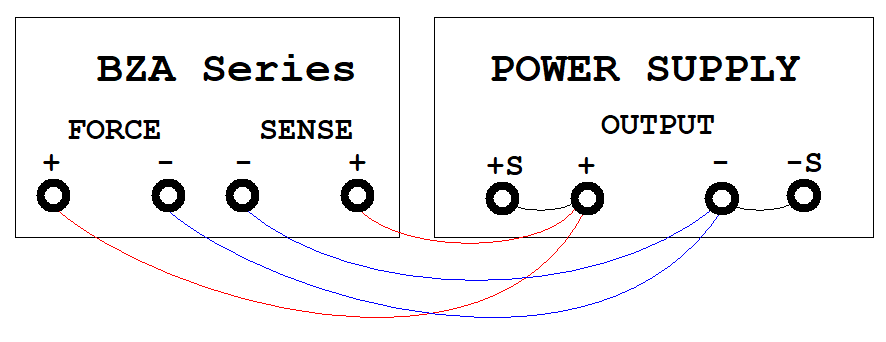 BZA Series
FORCE SENSE
+ - - +
POWER SUPPLY
OUTPUT
+S + - -S